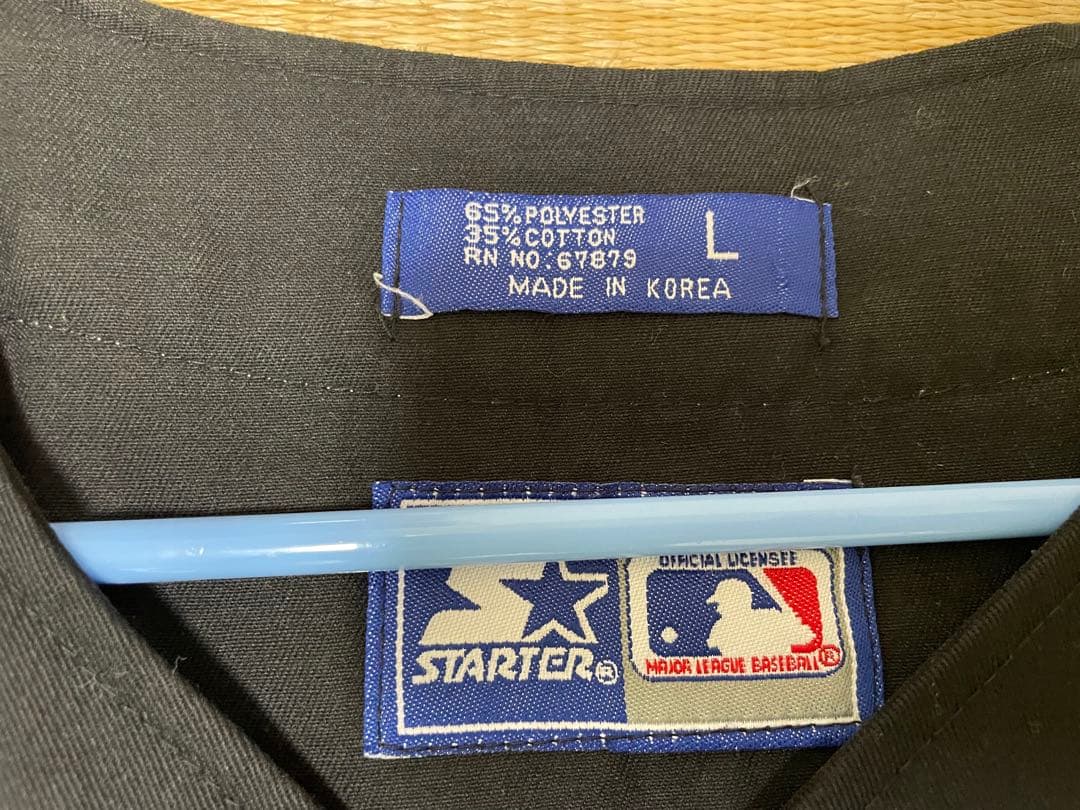 65% POLYESTER
35% COTTON
L
RN NO: 67879
MADE IN KOREA
OFFICIAL LICENSEE
STARTER®
MAJOR LEAGUE BASEBALL®